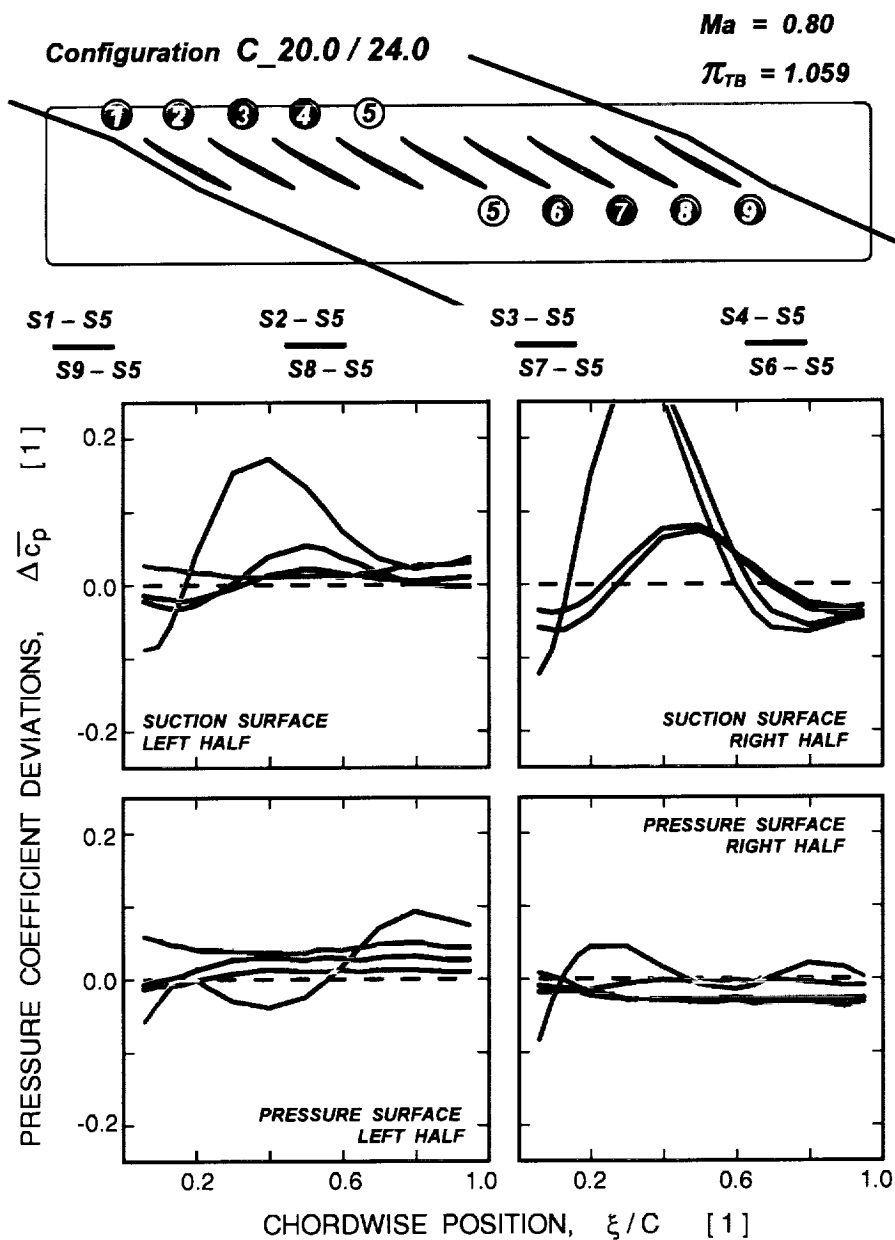 Configuration C_20.0 / 24.0
Ma = 0.80
π_TB = 1.059
1 2 3 4 5
5 6 7 8 9
S1 – S5 S2 – S5 S3 – S5 S4 – S5
S9 – S5 S8 – S5 S7 – S5 S6 – S5
PRESSURE COEFFICIENT DEVIATIONS, Δc̅p̅ [1]
0.2
0.0
-0.2
SUCTION SURFACE
LEFT HALF
SUCTION SURFACE
RIGHT HALF
0.2
0.0
-0.2
PRESSURE SURFACE
LEFT HALF
PRESSURE SURFACE
RIGHT HALF
0.2 0.6 1.0 0.2 0.6 1.0
CHORDWISE POSITION, ξ/C [1]